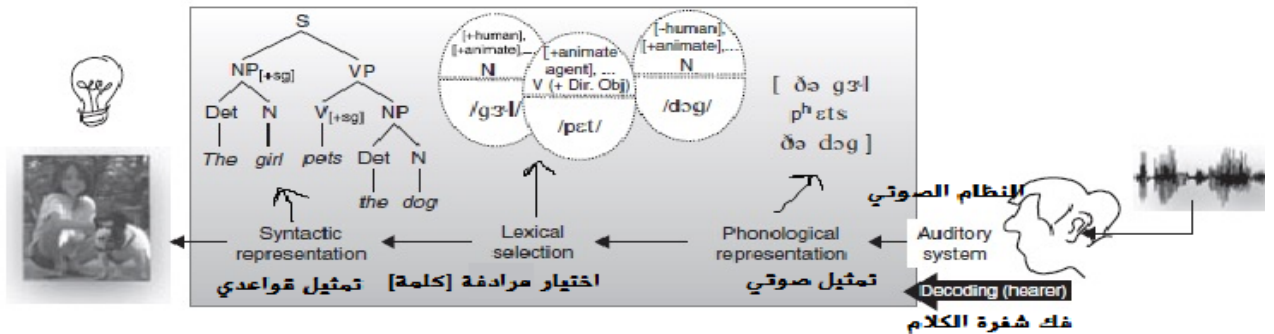 S
NP[+sg] VP
Det N V[+sg] NP
The girl pets Det N
the dog
[+human],
[+animate],...
N
/gɝl/
[+animate
agent], ...
V (+ Dir. Obj)
/pɛt/
[-human],
[+animate],...
N
/dɔg/
[ ðə gɝl
pʰɛts
ðə dɔg ]
النظام الصوتي
Syntactic
representation
تمثيل قواعدي
Lexical
selection
اختيار مرادفة [كلمة]
Phonological
representation
تمثيل صوتي
Auditory
system
Decoding (hearer)
فك شفرة الكلام